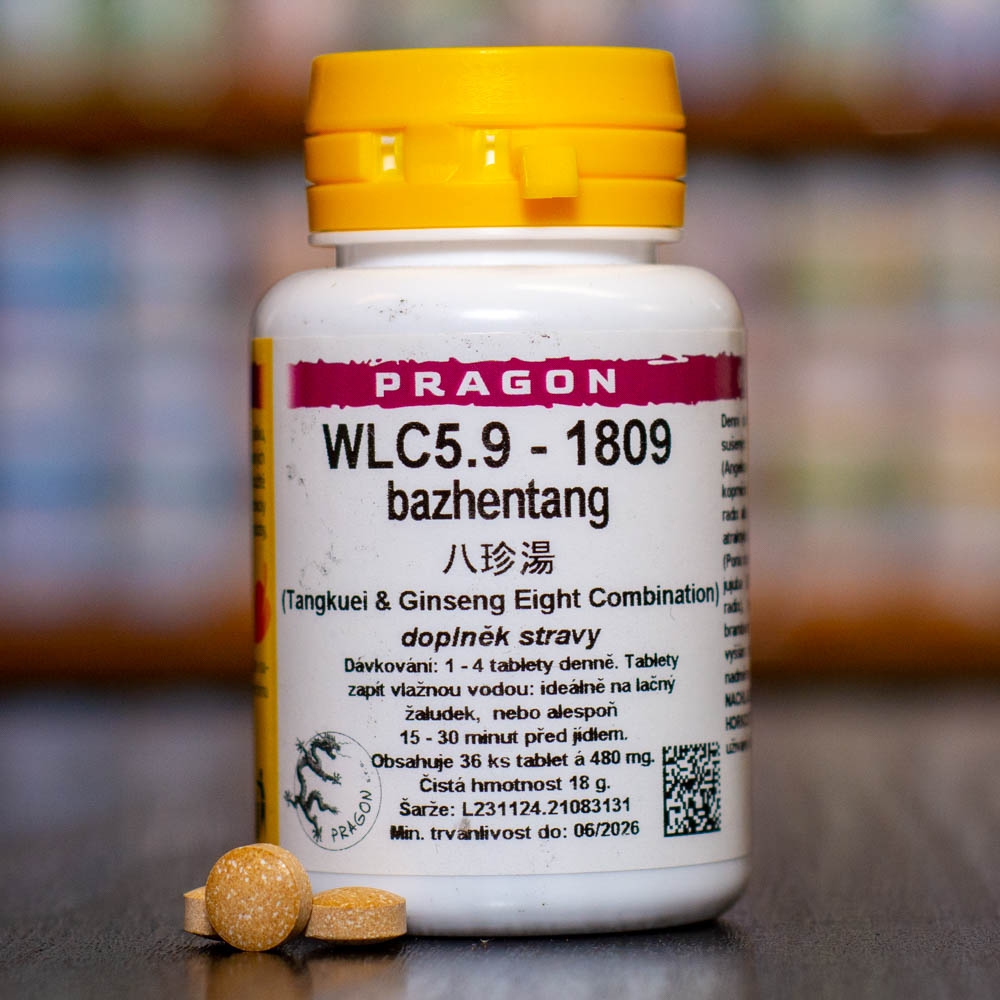 PRAGON
WLC5.9 - 1809
bazhentang
八珍湯
(Tangkuei & Ginseng Eight Combination)
doplněk stravy
Dávkování: 1 - 4 tablety denně. Tablety
zapít vlažnou vodou: ideálně na lačný
žaludek, nebo alespoň
15 - 30 minut před jídlem.
Obsahuje 36 ks tablet á 480 mg.
Čistá hmotnost 18 g.
Šarže: L231124.21083131
Min. trvanlivost do: 06/2026
PRAGON s.r.o.